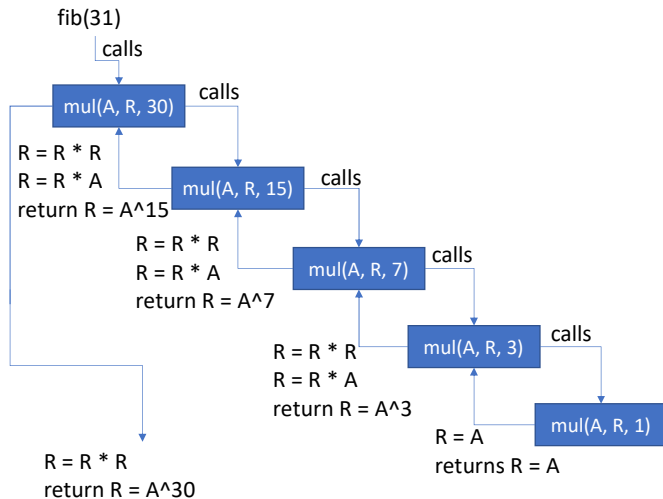 fib(31)
calls
mul(A, R, 30)
calls
R = R * R
R = R * A
return R = A^15
mul(A, R, 15)
calls
R = R * R
R = R * A
return R = A^7
mul(A, R, 7)
calls
R = R * R
R = R * A
return R = A^3
mul(A, R, 3)
calls
R = A
returns R = A
mul(A, R, 1)
R = R * R
return R = A^30